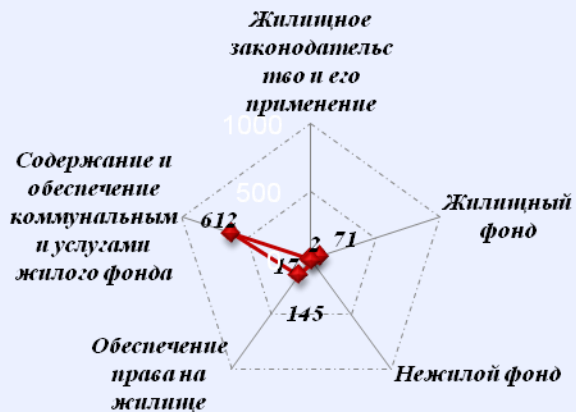 Жилищное
законодательс
тво и его
применение
1000
Содержание и
обеспечение
коммунальным
и услугами
жилого фонда
500
612
Жилищный
фонд
2
71
17
145
Обеспечение
права на
жилище
Нежилой фонд